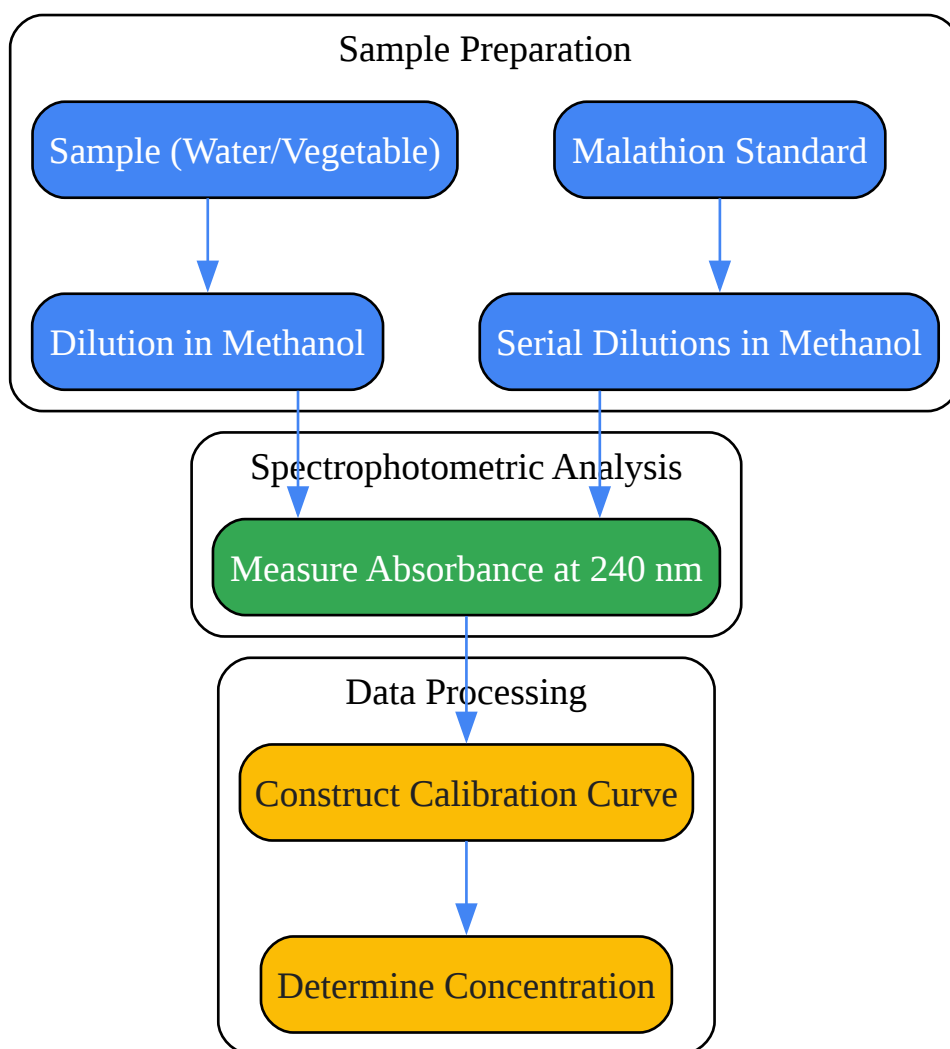 Sample Preparation
Sample (Water/Vegetable)
Malathion Standard
Dilution in Methanol
Serial Dilutions in Methanol
Spectrophotometric Analysis
Measure Absorbance at 240 nm
Data Processing
Construct Calibration Curve
Determine Concentration